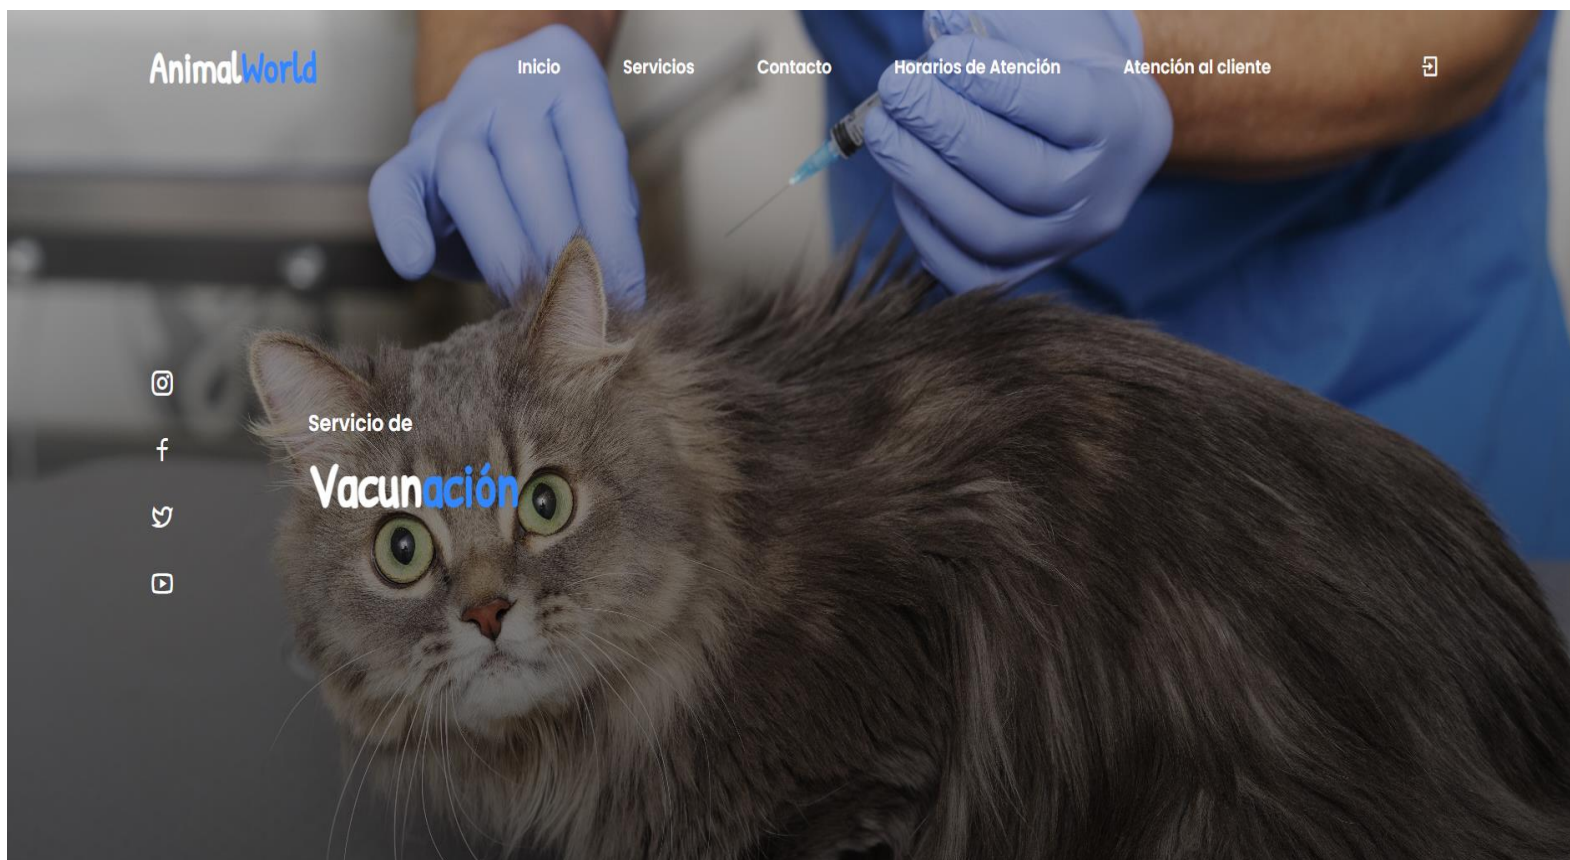 AnimalWorld
Inicio
Servicios
Contacto
Horarios de Atención
Atención al cliente
Servicio de
Vacunación